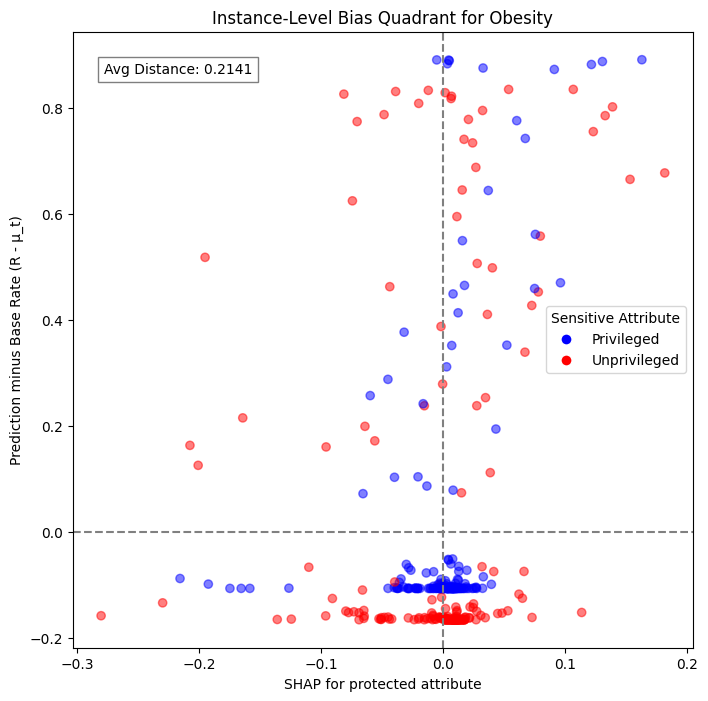 Instance-Level Bias Quadrant for Obesity
Avg Distance: 0.2141
Prediction minus Base Rate (R - μ_t)
0.8
0.6
0.4
0.2
0.0
−0.2
Sensitive Attribute
Privileged
Unprivileged
−0.3
−0.2
−0.1
0.0
0.1
0.2
SHAP for protected attribute